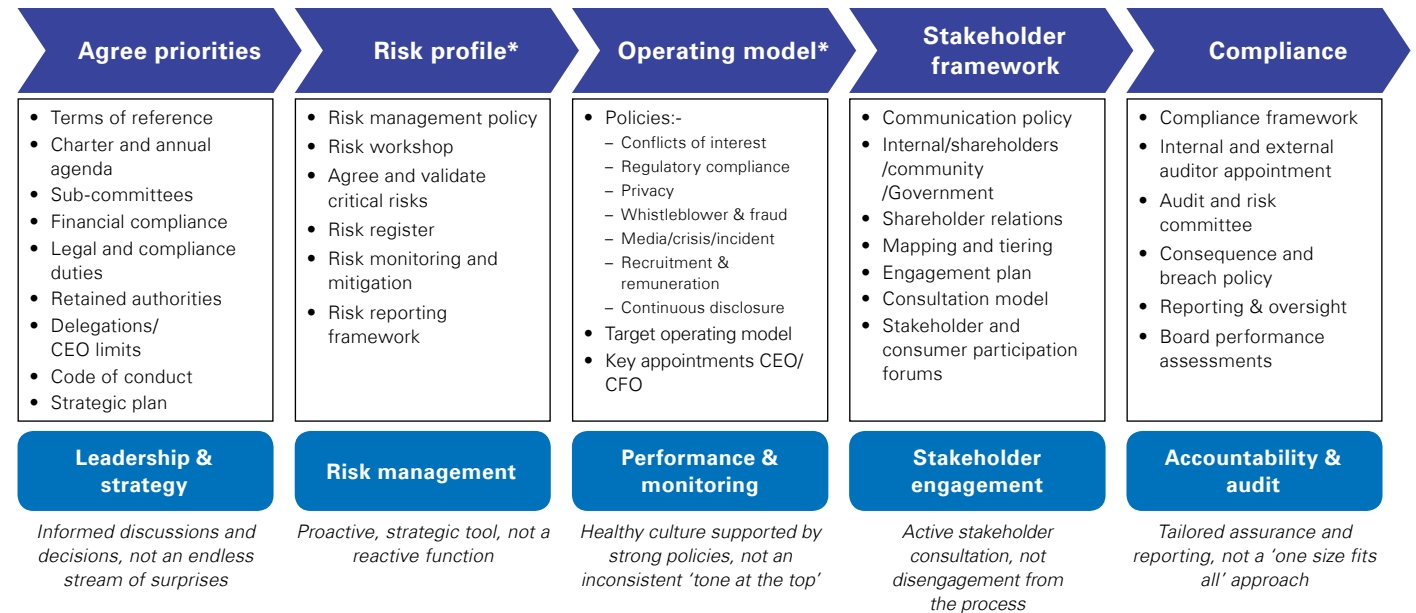 Agree priorities
• Terms of reference
• Charter and annual
agenda
• Sub-committees
• Financial compliance
• Legal and compliance
duties
• Retained authorities
• Delegations/
CEO limits
• Code of conduct
• Strategic plan
Leadership &
strategy
Informed discussions and
decisions, not an endless
stream of surprises
Risk profile*
• Risk management policy
• Risk workshop
• Agree and validate
critical risks
• Risk register
• Risk monitoring and
mitigation
• Risk reporting
framework
Risk management
Proactive, strategic tool, not a
reactive function
Operating model*
• Policies:-
– Conflicts of interest
– Regulatory compliance
– Privacy
– Whistleblower & fraud
– Media/crisis/incident
– Recruitment &
remuneration
– Continuous disclosure
• Target operating model
• Key appointments CEO/
CFO
Performance &
monitoring
Healthy culture supported by
strong policies, not an
inconsistent ‘tone at the top’
Stakeholder
framework
• Communication policy
• Internal/shareholders
/community
/Government
• Shareholder relations
• Mapping and tiering
• Engagement plan
• Consultation model
• Stakeholder and
consumer participation
forums
Stakeholder
engagement
Active stakeholder
consultation, not
disengagement from
the process
Compliance
• Compliance framework
• Internal and external
auditor appointment
• Audit and risk
committee
• Consequence and
breach policy
• Reporting & oversight
• Board performance
assessments
Accountability &
audit
Tailored assurance and
reporting, not a ‘one size fits
all’ approach